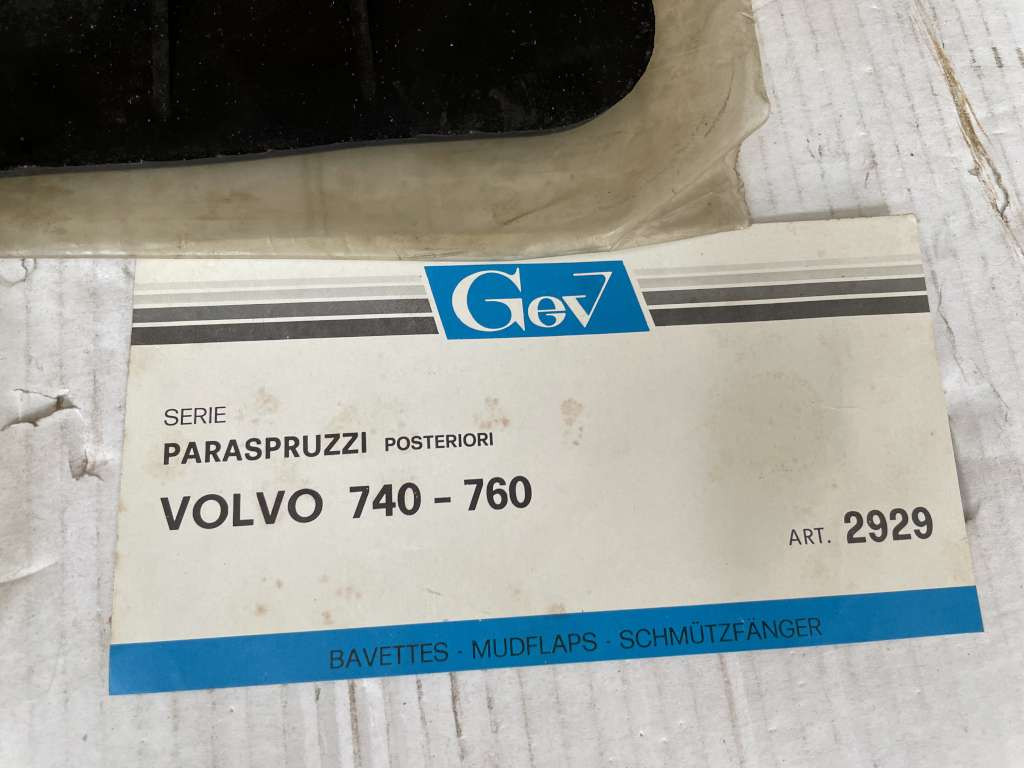 Gev
SERIE
PARASPRUZZI POSTERIORI
VOLVO 740 - 760
ART. 2929
BAVETTES · MUDFLAPS · SCHMÜTZFÄNGER